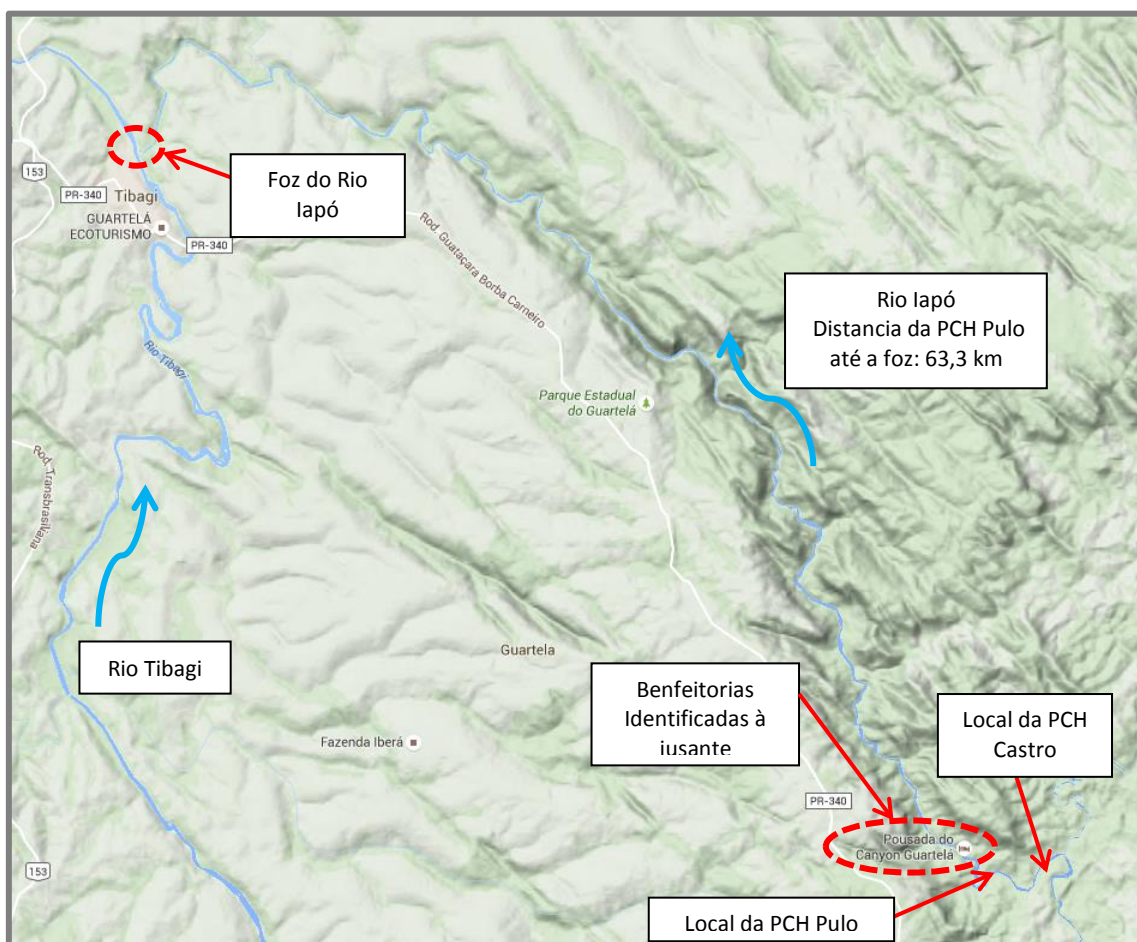 Foz do Rio
Iapó
153
PR-340
Tibagi
GUARTELÁ
ECOTURISMO
PR-340
Rod. Guataçara Borba Carneiro
Rio Iapó
Distancia da PCH Pulo
até a foz: 63,3 km
Rio Tibagi
Parque Estadual
do Guartelá
Rod. Transbrasiliana
Rio Tibagi
Guartela
Benfeitorias
Identificadas à
jusante
Local da PCH
Castro
Fazenda Iberá
PR-340
Pousada do
Canyon Guartelá
153
Local da PCH Pulo